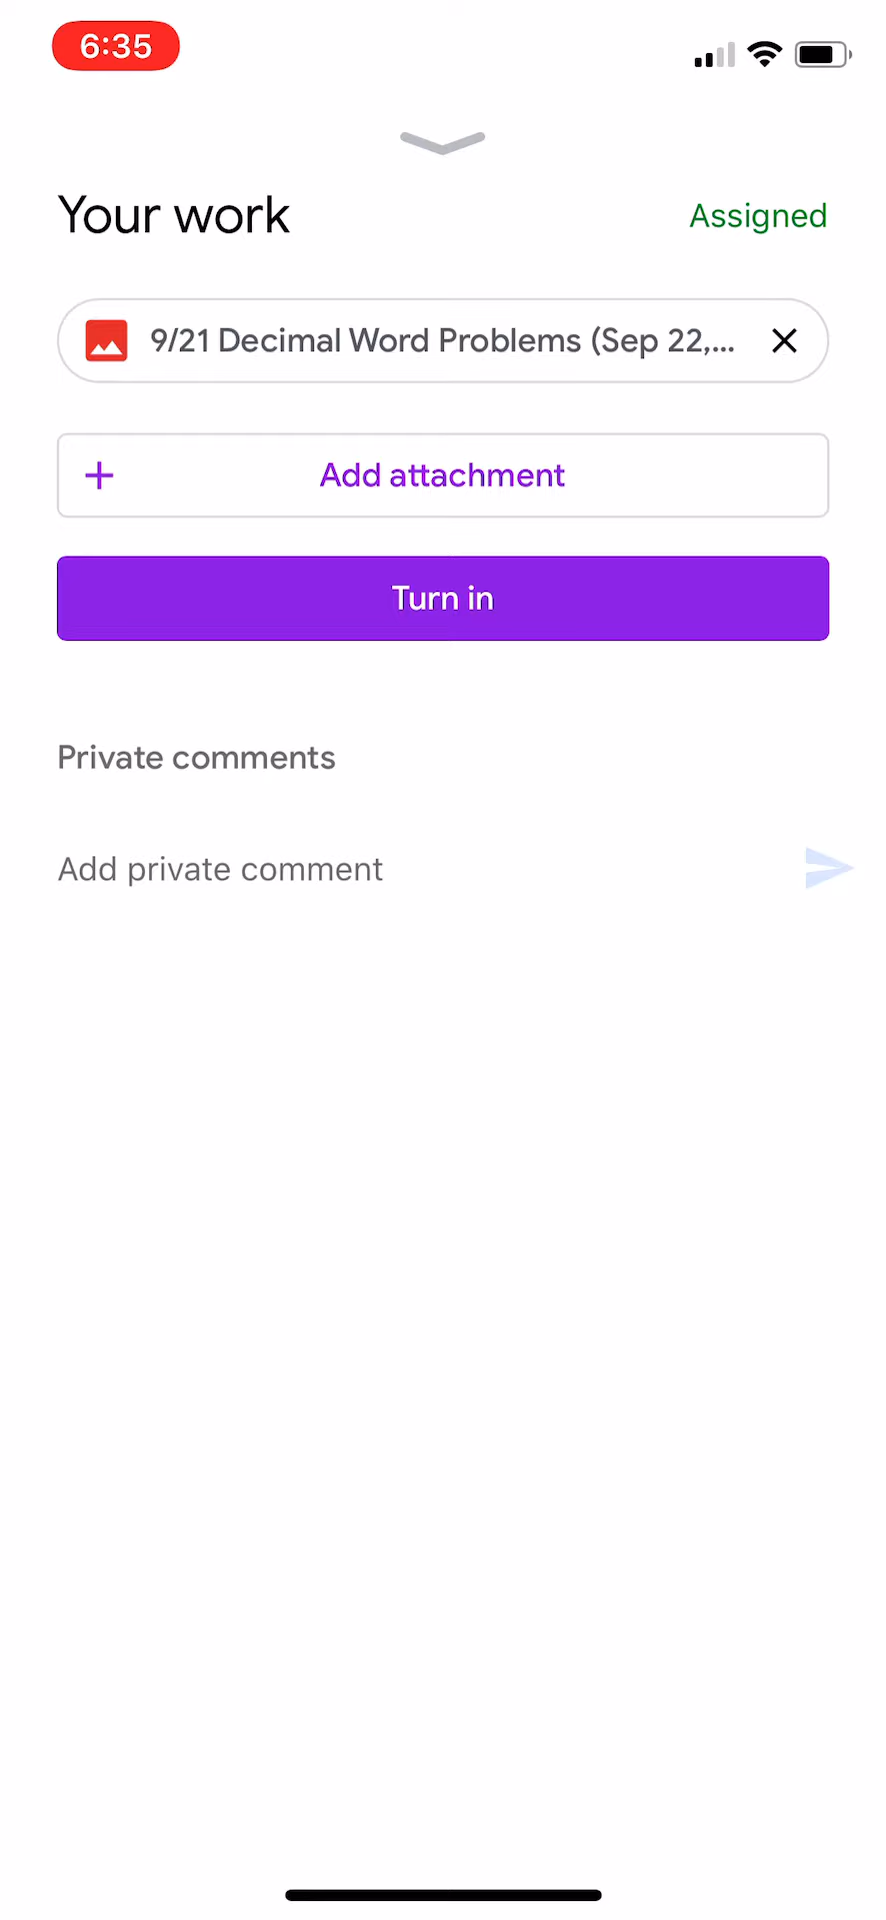 6:35
Your work
Assigned
9/21 Decimal Word Problems (Sep 22,...
Add attachment
Turn in
Private comments
Add private comment